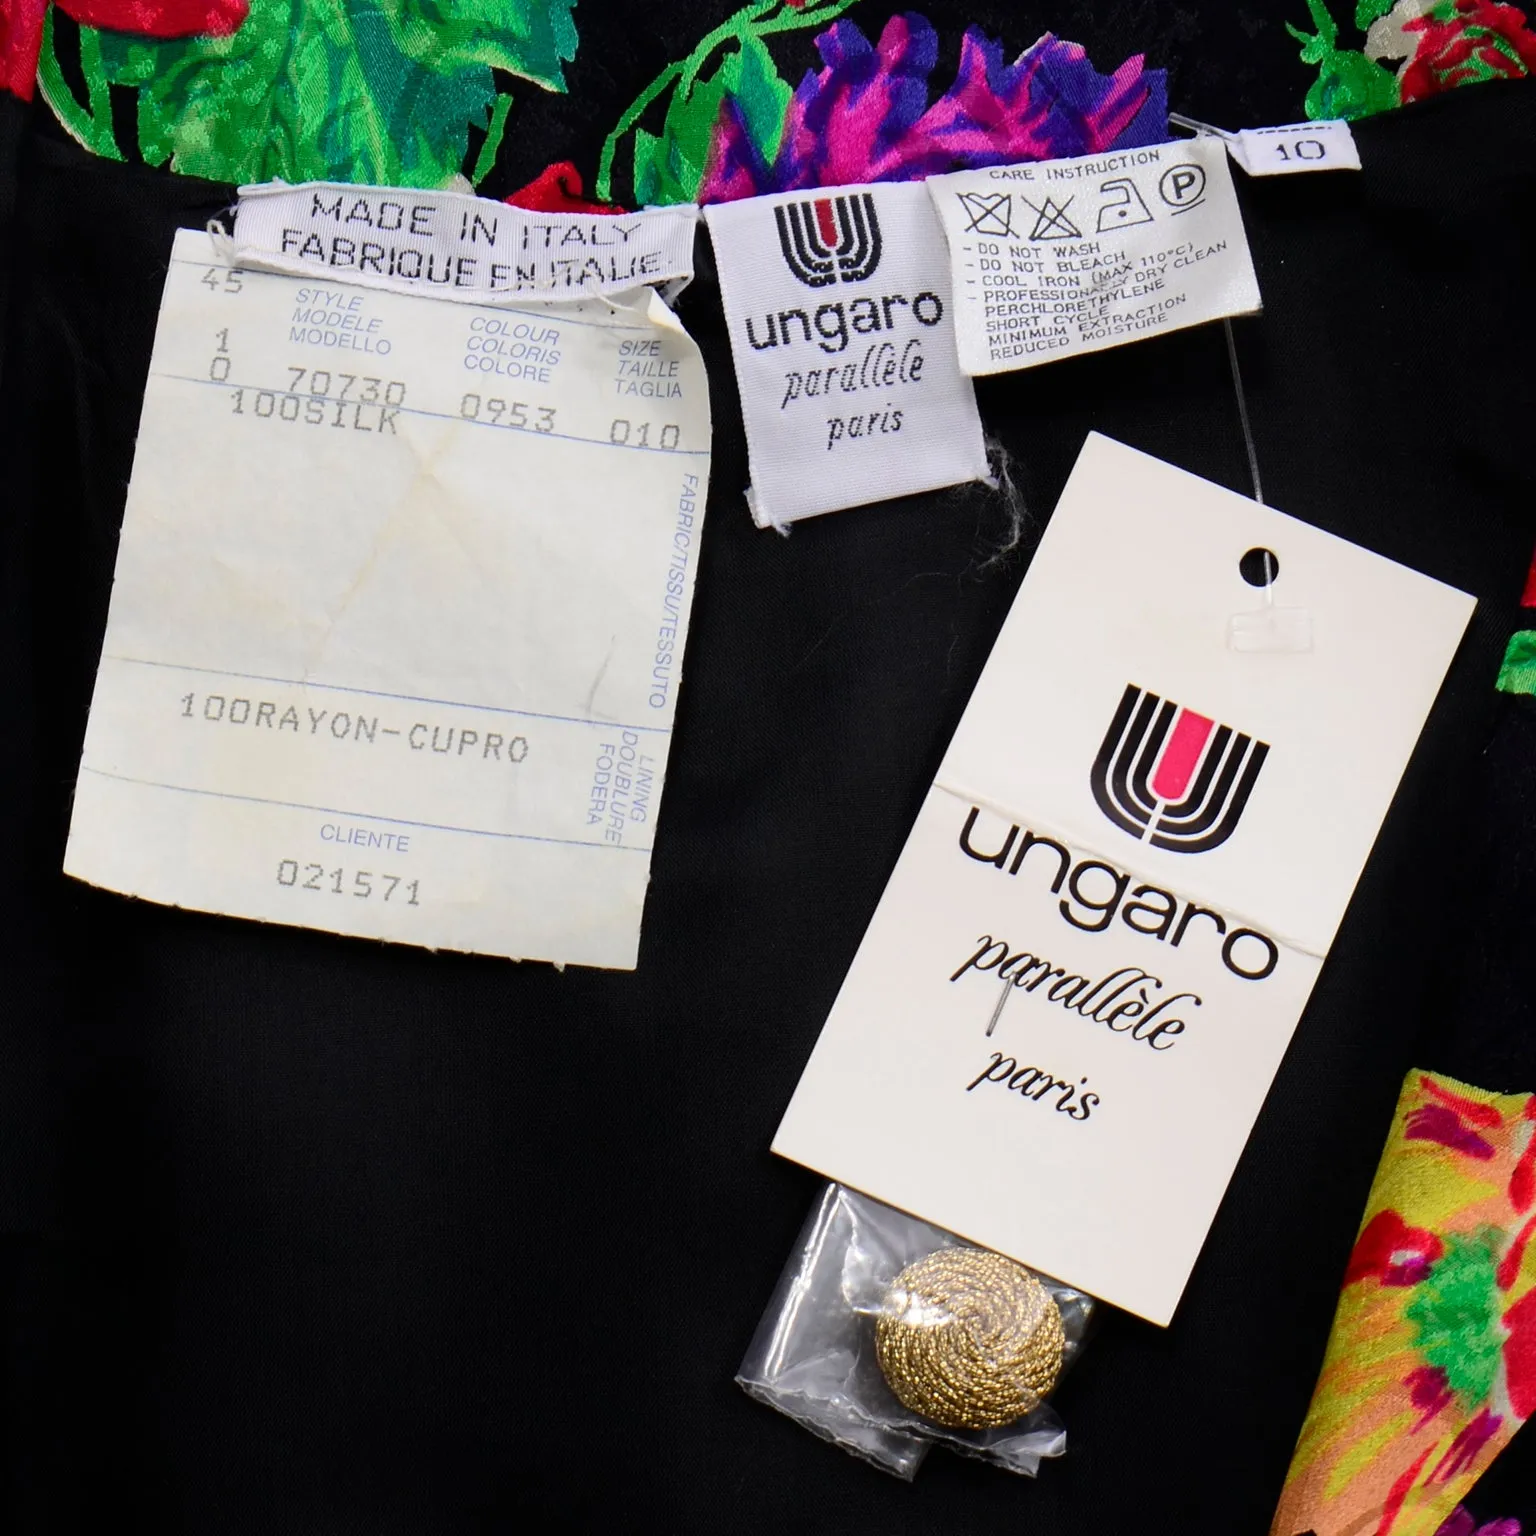 MADE IN ITALY
FABRIQUE EN ITALIE
45
1
0
STYLE
MODELE
MODELLO
70730
COLOUR
COLORIS
COLORE
0953
SIZE
TAILLE
TAGLIA
010
100SILK
FABRIC/TISSU/TESSUTO
100RAYON-CUPRO
LINING
DOUBLURE
FODERA
CLIENTE
021571
ungaro
parallèle
paris
CARE INSTRUCTION
P
- DO NOT WASH
- DO NOT BLEACH
- COOL IRON (MAX 110°C)
- PROFESSIONALLY DRY CLEAN
PERCHLORETHYLENE
SHORT CYCLE
MINIMUM EXTRACTION
REDUCED MOISTURE
10
ungaro
parallèle
paris